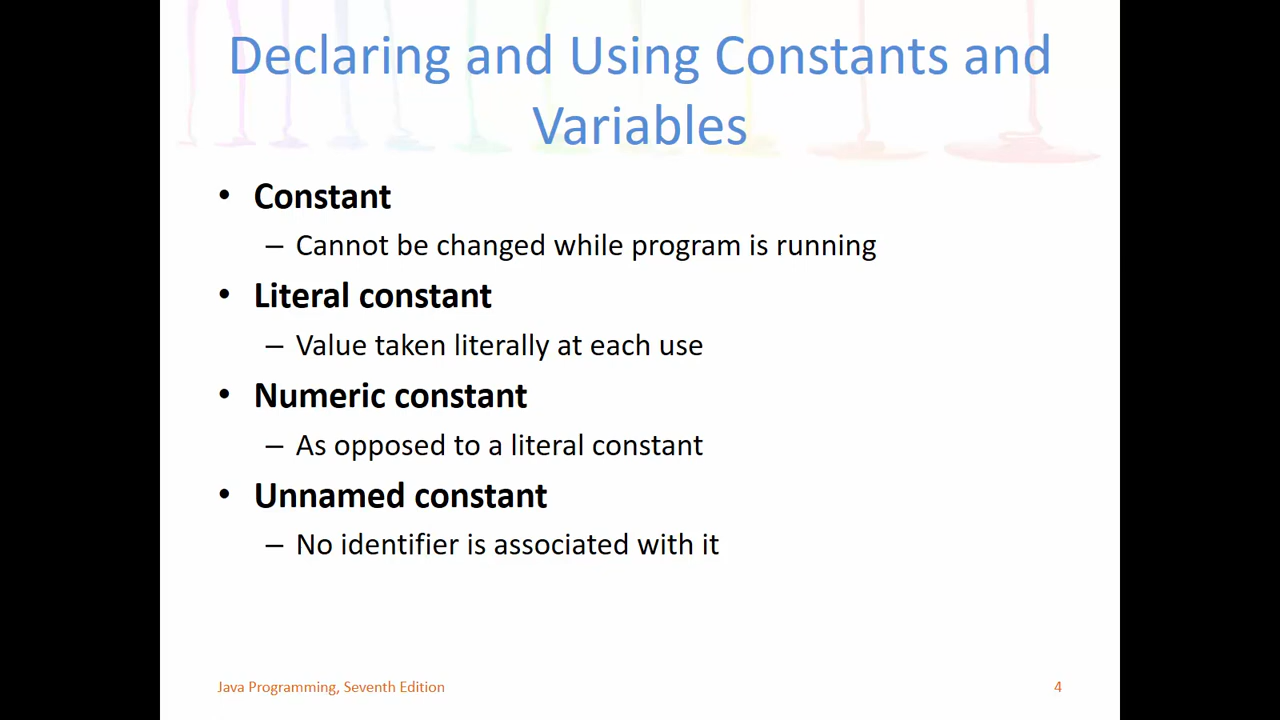 Declaring and Using Constants and
Variables
• Constant
– Cannot be changed while program is running
• Literal constant
– Value taken literally at each use
• Numeric constant
– As opposed to a literal constant
• Unnamed constant
– No identifier is associated with it
Java Programming, Seventh Edition
4